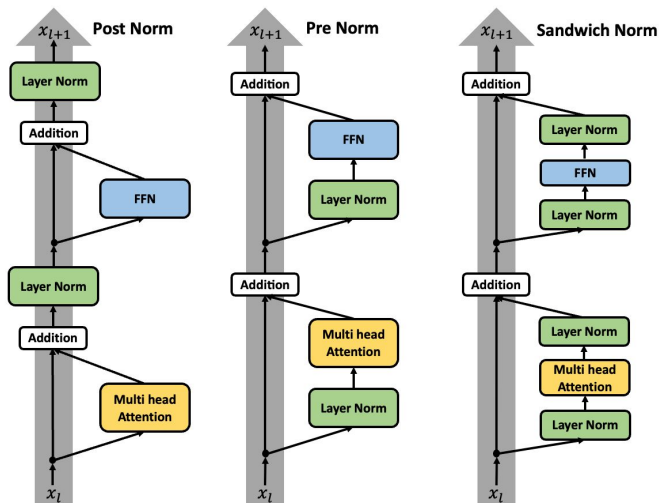 x_{l+1}
Post Norm
Layer Norm
Addition
FFN
Layer Norm
Addition
Multi head
Attention
x_l
x_{l+1}
Pre Norm
Addition
FFN
Layer Norm
Addition
Multi head
Attention
Layer Norm
x_l
x_{l+1}
Sandwich Norm
Addition
Layer Norm
FFN
Layer Norm
Addition
Layer Norm
Multi head
Attention
Layer Norm
x_l